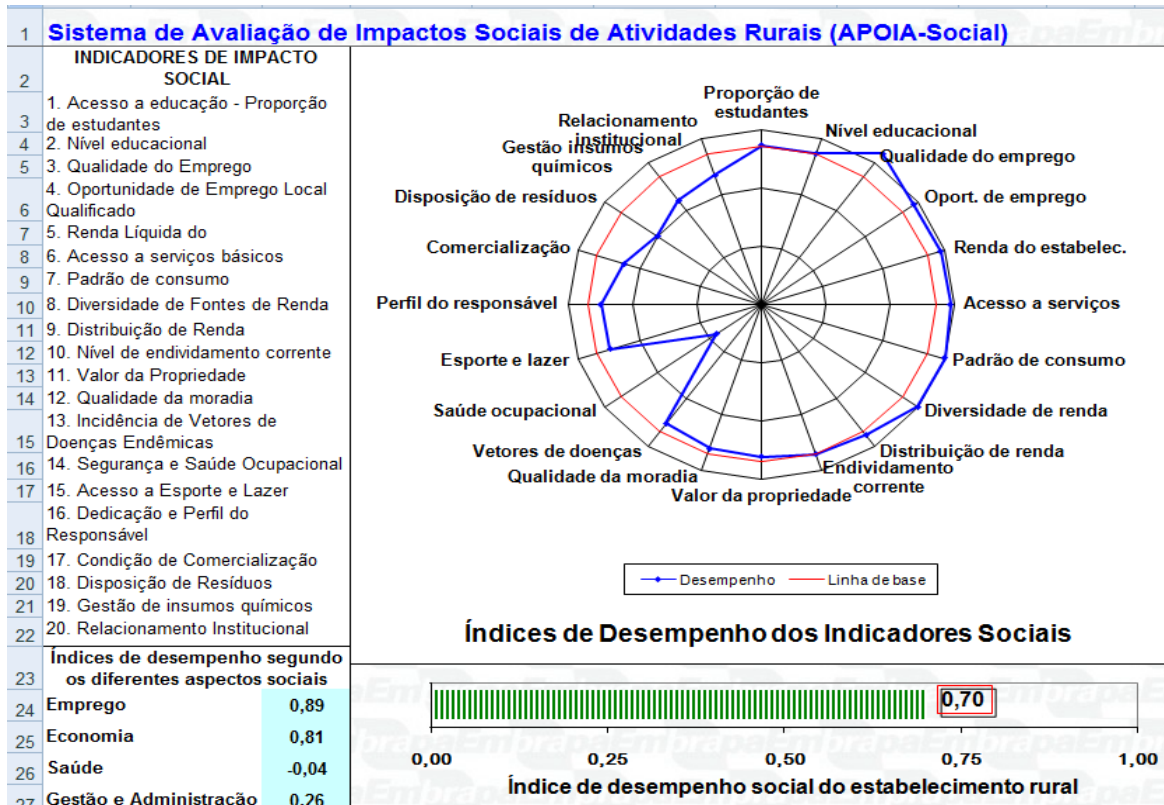 1 Sistema de Avaliação de Impactos Sociais de Atividades Rurais (APOIA-Social)
2 INDICADORES DE IMPACTO
SOCIAL
3 1. Acesso a educação - Proporção
de estudantes
4 2. Nível educacional
5 3. Qualidade do Emprego
6 4. Oportunidade de Emprego Local
Qualificado
7 5. Renda Líquida do
8 6. Acesso a serviços básicos
9 7. Padrão de consumo
10 8. Diversidade de Fontes de Renda
11 9. Distribuição de Renda
12 10. Nível de endividamento corrente
13 11. Valor da Propriedade
14 12. Qualidade da moradia
15 13. Incidência de Vetores de
Doenças Endêmicas
16 14. Segurança e Saúde Ocupacional
17 15. Acesso a Esporte e Lazer
18 16. Dedicação e Perfil do
Responsável
19 17. Condição de Comercialização
20 18. Disposição de Resíduos
21 19. Gestão de insumos químicos
22 20. Relacionamento Institucional
23 Índices de desempenho segundo
os diferentes aspectos sociais
24 Emprego 0,89
25 Economia 0,81
26 Saúde -0,04
27 Gestão e Administração 0,26
Proporção de
estudantes
Nível educacional
Qualidade do emprego
Oport. de emprego
Renda do estabelec.
Acesso a serviços
Padrão de consumo
Diversidade de renda
Distribuição de renda
Endividamento
corrente
Valor da propriedade
Qualidade da moradia
Vetores de doenças
Saúde ocupacional
Esporte e lazer
Perfil do responsável
Comercialização
Disposição de resíduos
Gestão insumos
químicos
Relacionamento
institucional
Desempenho Linha de base
Índices de Desempenho dos Indicadores Sociais
0,70
0,00 0,25 0,50 0,75 1,00
Índice de desempenho social do estabelecimento rural